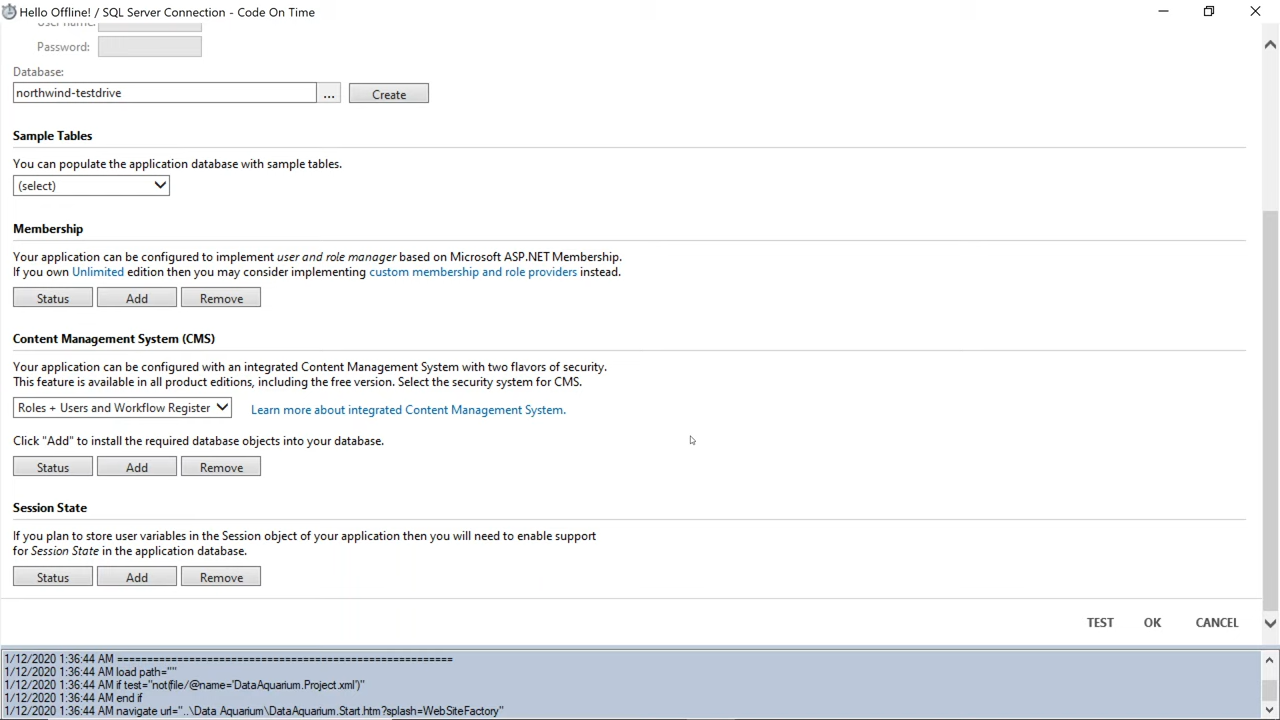 Hello Offline! / SQL Server Connection - Code On Time
User name:
Password:
Database:
northwind-testdrive
...
Create
Sample Tables
You can populate the application database with sample tables.
(select)
Membership
Your application can be configured to implement user and role manager based on Microsoft ASP.NET Membership.
If you own Unlimited edition then you may consider implementing custom membership and role providers instead.
Status Add Remove
Content Management System (CMS)
Your application can be configured with an integrated Content Management System with two flavors of security.
This feature is available in all product editions, including the free version. Select the security system for CMS.
Roles + Users and Workflow Register Learn more about integrated Content Management System.
Click "Add" to install the required database objects into your database.
Status Add Remove
Session State
If you plan to store user variables in the Session object of your application then you will need to enable support
for Session State in the application database.
Status Add Remove
TEST OK CANCEL
1/12/2020 1:36:44 AM ======================================================
1/12/2020 1:36:44 AM load path=""
1/12/2020 1:36:44 AM if test="not(file/@name='DataAquarium.Project.xml')"
1/12/2020 1:36:44 AM end if
1/12/2020 1:36:44 AM navigate url="..\Data Aquarium\DataAquarium.Start.htm?splash=WebSiteFactory"